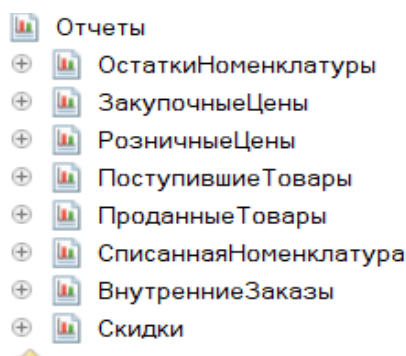 Отчеты
ОстаткиНоменклатуры
ЗакупочныеЦены
РозничныеЦены
ПоступившиеТовары
ПроданныеТовары
СписаннаяНоменклатура
ВнутренниеЗаказы
Скидки